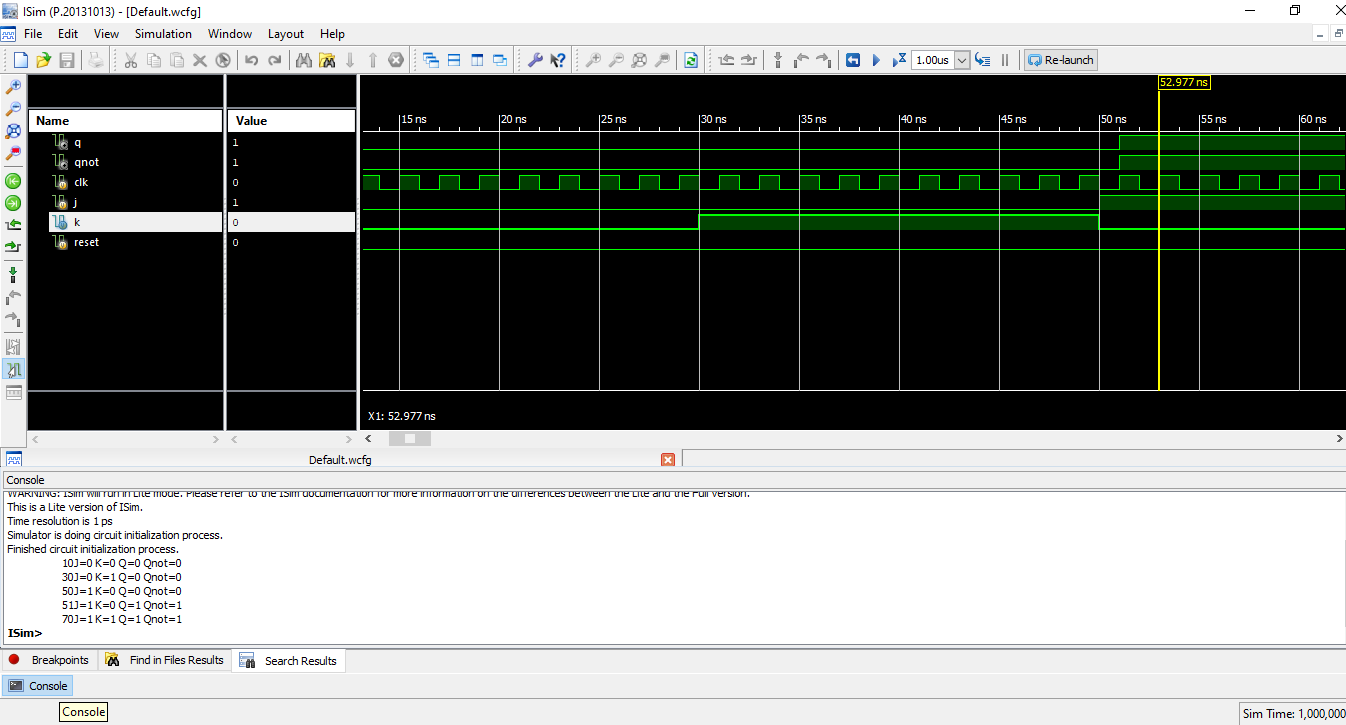 ISim (P.20131013) - [Default.wcfg]
File Edit View Simulation Window Layout Help
1.00us Re-launch
52.977 ns
Name Value
15 ns 20 ns 25 ns 30 ns 35 ns 40 ns 45 ns 50 ns 55 ns 60 ns
q 1
qnot 1
clk 0
j 1
k 0
reset 0
X1: 52.977 ns
Default.wcfg
Console
WARNING: ISim will run in Lite mode. Please refer to the ISim documentation for more information on the differences between the Lite and the Full version.
This is a Lite version of ISim.
Time resolution is 1 ps
Simulator is doing circuit initialization process.
Finished circuit initialization process.
10J=0 K=0 Q=0 Qnot=0
30J=0 K=1 Q=0 Qnot=0
50J=1 K=0 Q=0 Qnot=0
51J=1 K=0 Q=1 Qnot=1
70J=1 K=1 Q=1 Qnot=1
ISim>
Breakpoints Find in Files Results Search Results
Console
Console
Sim Time: 1,000,000